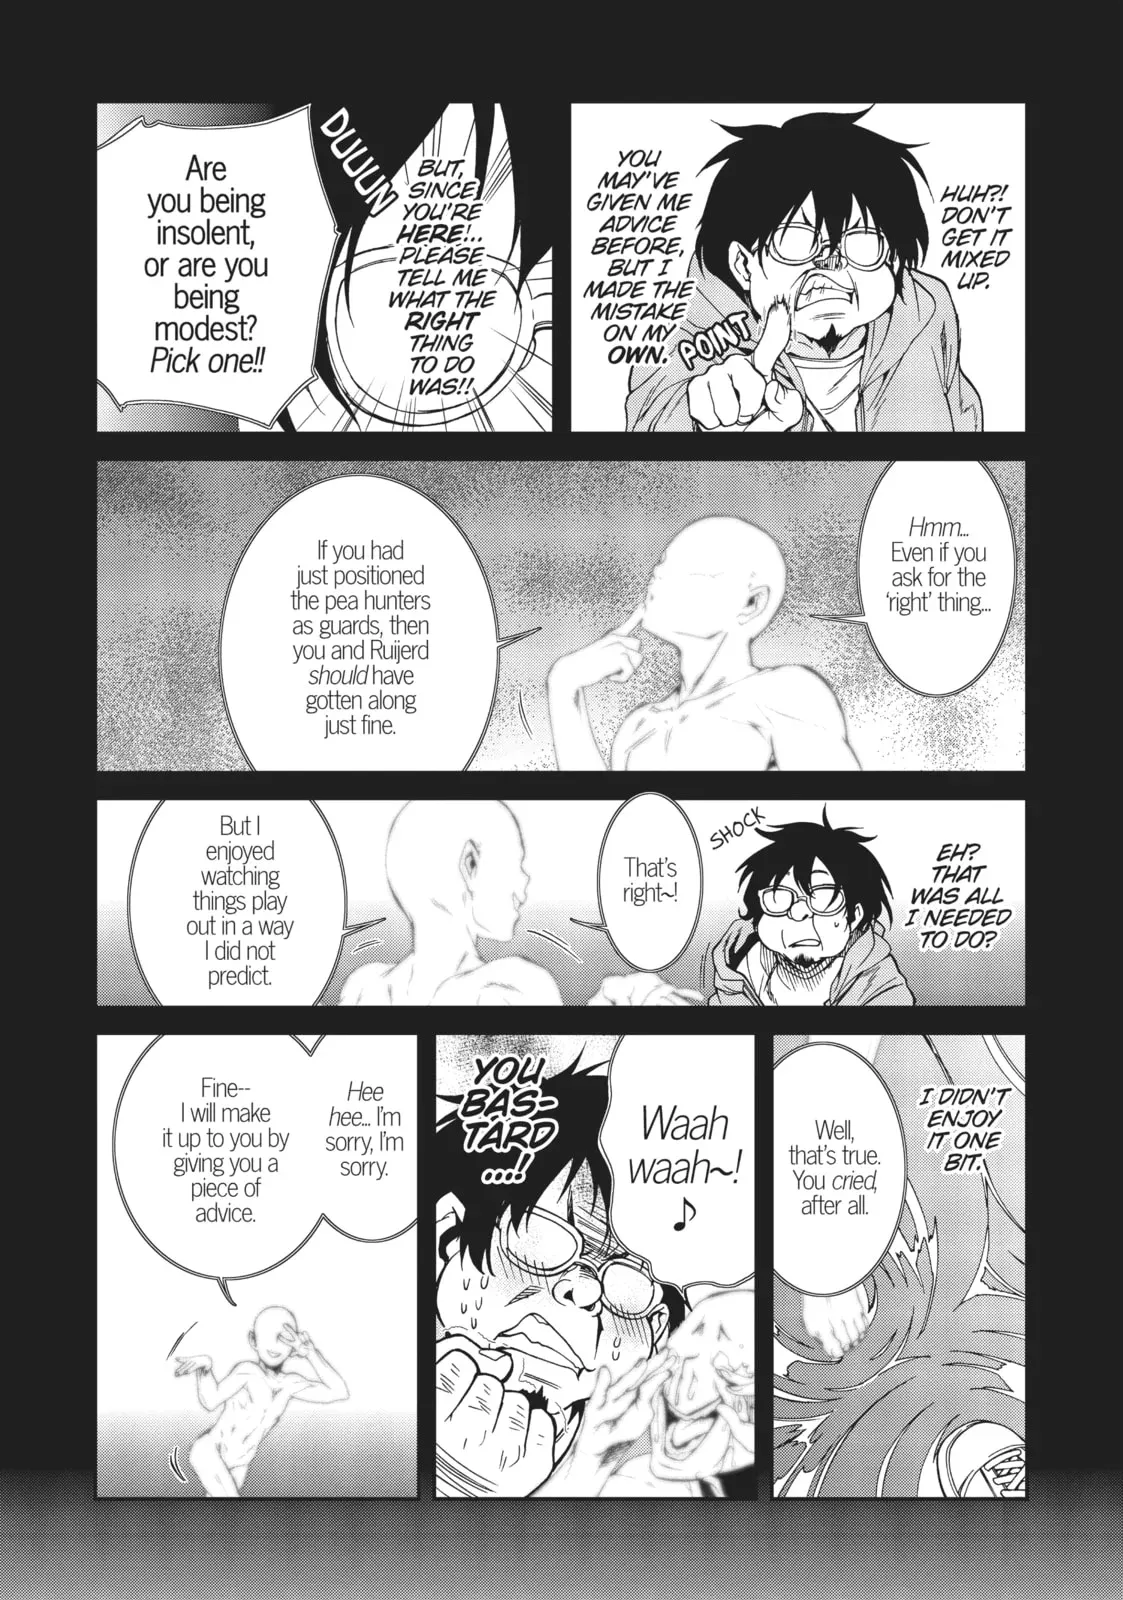 HUH?!
DON'T
GET IT
MIXED
UP.
YOU
MAY'VE
GIVEN ME
ADVICE
BEFORE,
BUT I
MADE THE
MISTAKE
ON MY
OWN.
POINT
BUT,
SINCE
YOU'RE
HERE!...
PLEASE
TELL ME
WHAT THE
RIGHT
THING
TO DO
WAS!!
DUUUN
Are
you being
insolent,
or are you
being
modest?
Pick one!!
Hmm...
Even if you
ask for the
'right' thing...
If you had
just positioned
the pea hunters
as guards, then
you and Ruijerd
should have
gotten along
just fine.
EH?
THAT
WAS ALL
I NEEDED
TO DO?
SHOCK
That's
right~!
But I
enjoyed
watching
things play
out in a way
I did not
predict.
I DIDN'T
ENJOY
IT ONE
BIT.
Well,
that's true.
You cried,
after all.
Waah
waah~!
♪
YOU
BAS-
TARD
...!
Hee
hee... I'm
sorry, I'm
sorry.
Fine--
I will make
it up to you by
giving you a
piece of
advice.